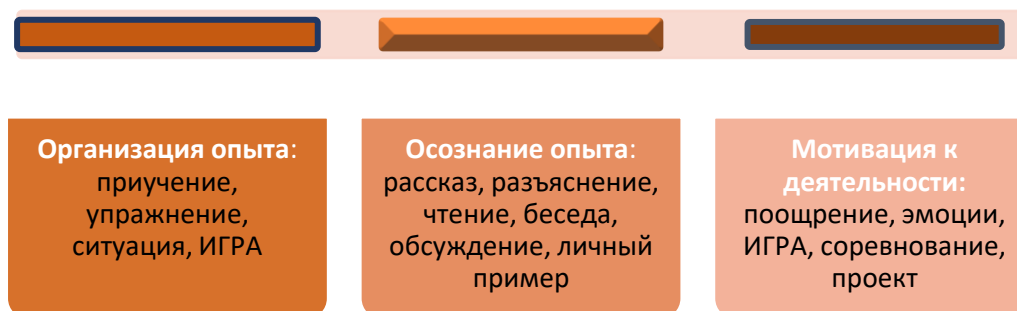 Организация опыта:
приучение,
упражнение,
ситуация, ИГРА
Осознание опыта:
рассказ, разъяснение,
чтение, беседа,
обсуждение, личный
пример
Мотивация к
деятельности:
поощрение, эмоции,
ИГРА, соревнование,
проект